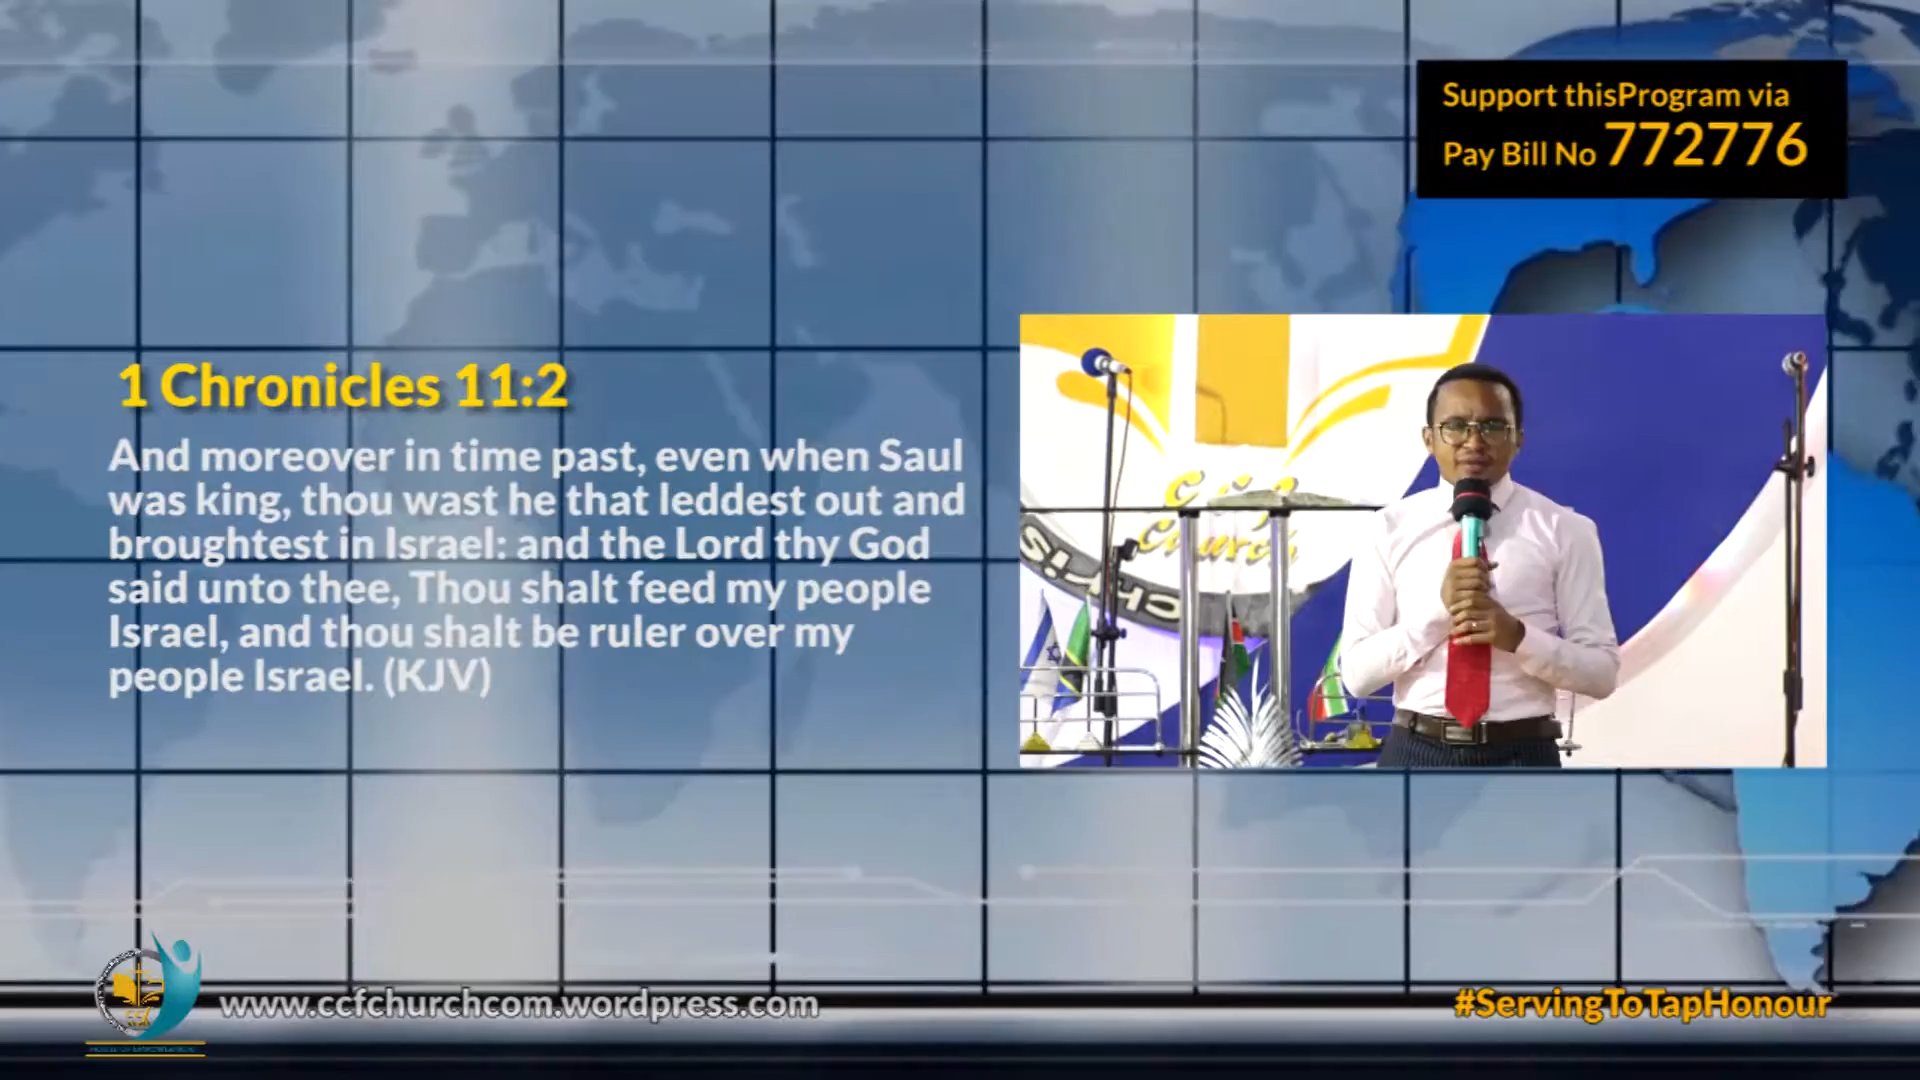 Support thisProgram via
Pay Bill No 772776
1 Chronicles 11:2
And moreover in time past, even when Saul
was king, thou wast he that leddest out and
broughtest in Israel: and the Lord thy God
said unto thee, Thou shalt feed my people
Israel, and thou shalt be ruler over my
people Israel. (KJV)
Church
www.ccfchurchcom.wordpress.com
#ServingToTapHonour